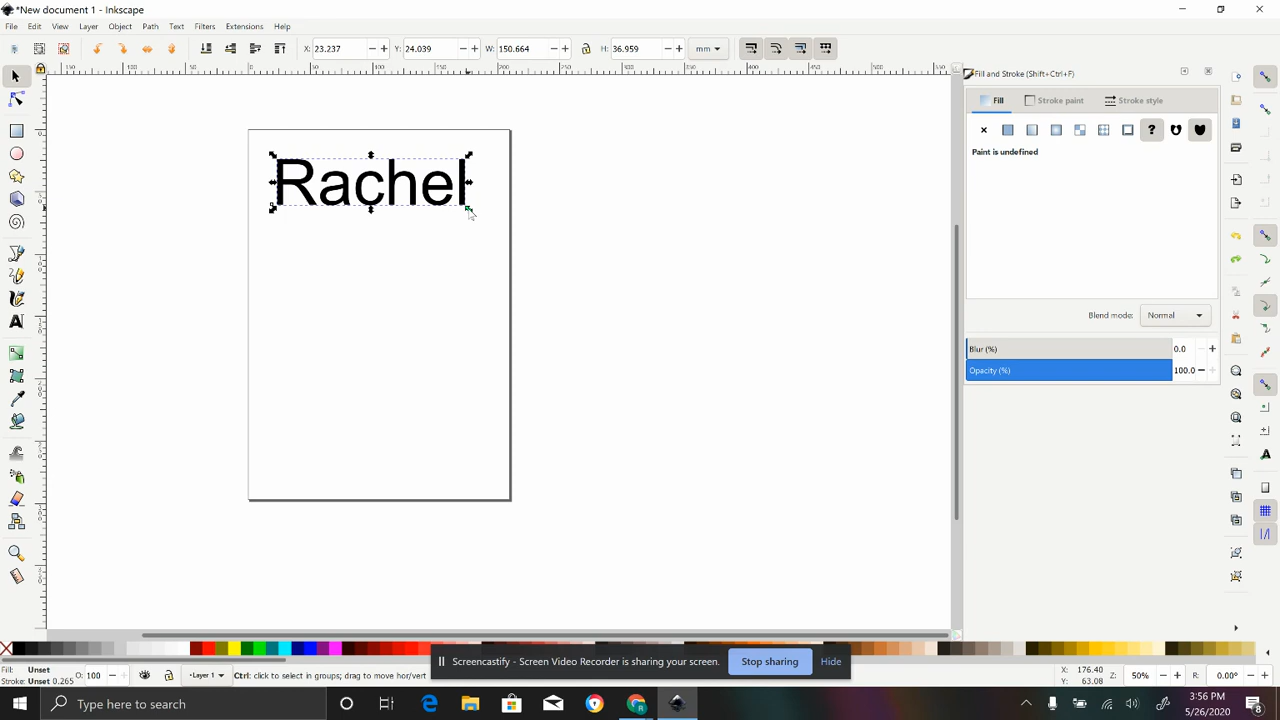 *New document 1 - Inkscape
File Edit View Layer Object Path Text Filters Extensions Help
X: 23.237 Y: 24.039 W: 150.664 H: 36.959 mm
Fill and Stroke (Shift+Ctrl+F)
Fill Stroke paint Stroke style
Paint is undefined
Rachel
Blend mode: Normal
Blur (%) 0.0
Opacity (%) 100.0
Screencastify - Screen Video Recorder is sharing your screen. Stop sharing Hide
Fill: Unset
Stroke: Unset 0.265 O: 100
Layer 1
Ctrl: click to select in groups; drag to move hor/vert
X: 176.40
Y: 63.08
Z: 50% R: 0.00°
Type here to search
3:56 PM
5/26/2020